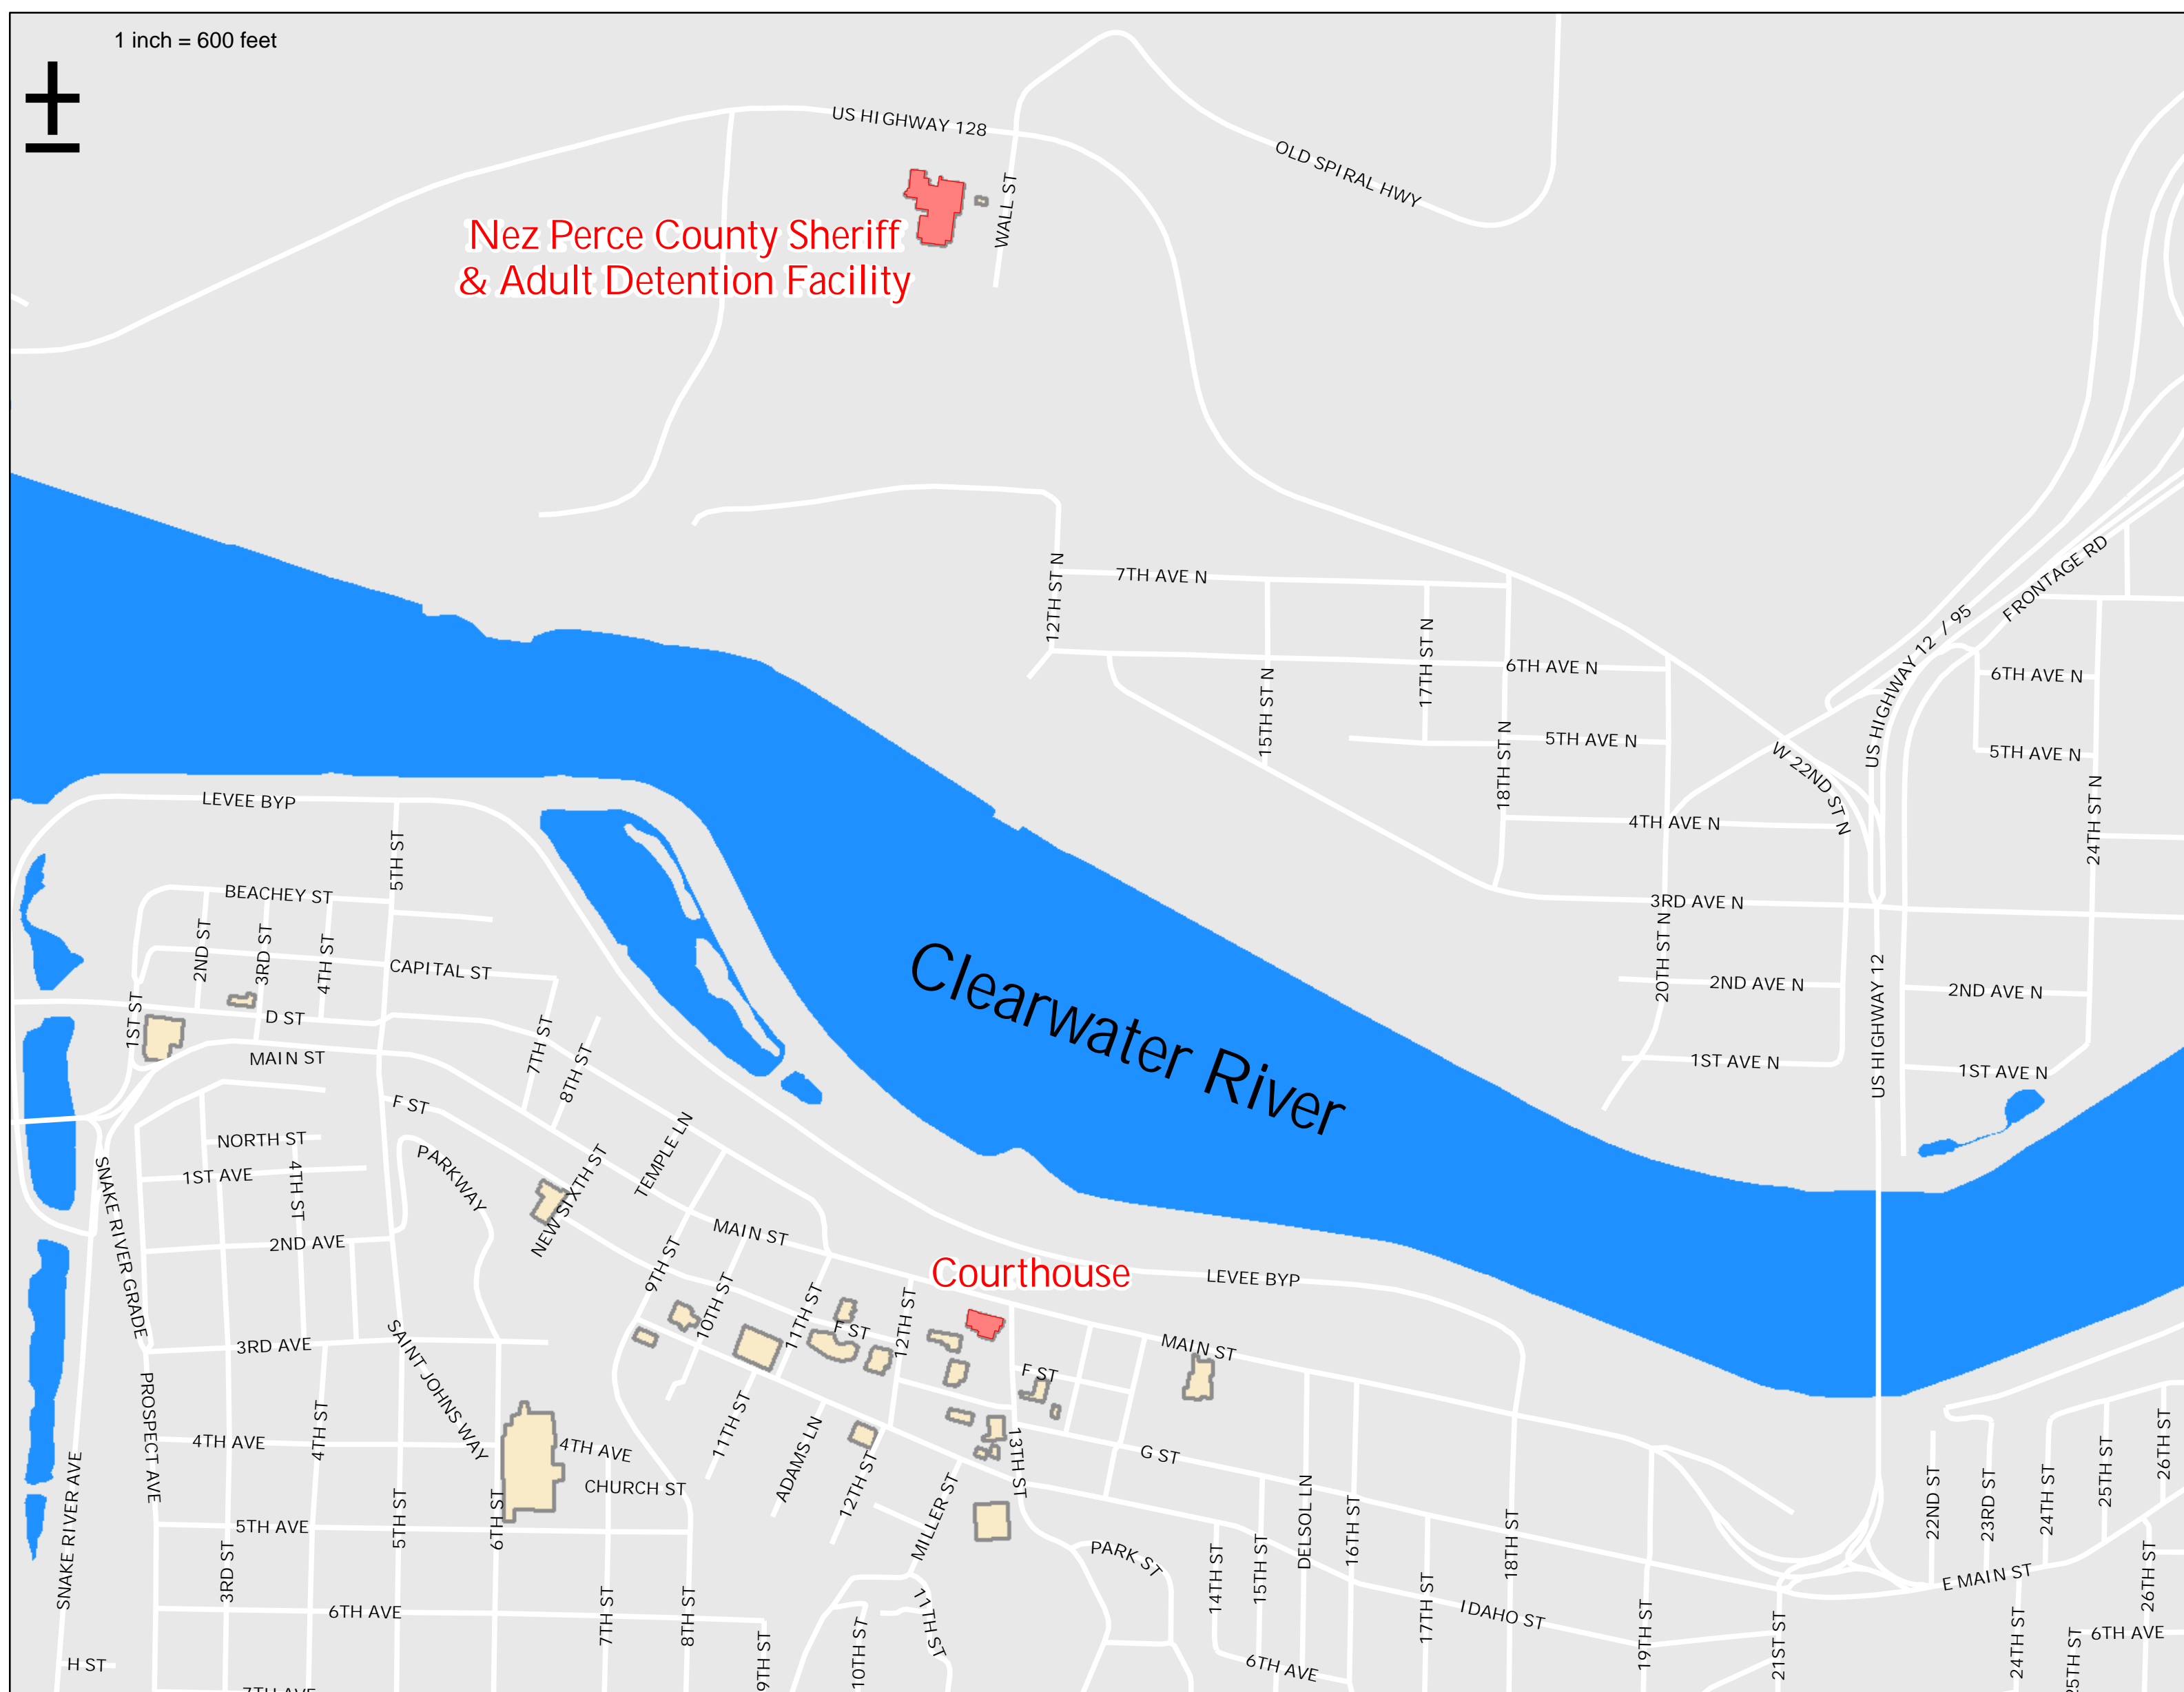 1 inch = 600 feet
US HIGHWAY 128
OLD SPIRAL HWY
WALL ST
Nez Perce County Sheriff
& Adult Detention Facility
12TH ST N
7TH AVE N
FRONTAGE RD
US HIGHWAY 12 / 95
17TH ST N
6TH AVE N
6TH AVE N
15TH ST N
18TH ST N
5TH AVE N
W 22ND ST N
5TH AVE N
LEVEE BYP
4TH AVE N
24TH ST N
5TH ST
BEACHEY ST
3RD AVE N
2ND ST
3RD ST
4TH ST
CAPITAL ST
Clearwater River
20TH ST N
2ND AVE N
US HIGHWAY 12
2ND AVE N
1ST ST
D ST
MAIN ST
7TH ST
8TH ST
1ST AVE N
1ST AVE N
F ST
NORTH ST
1ST AVE
4TH ST
PARKWAY
NEW SIXTH ST
TEMPLE LN
SNAKE RIVER GRADE
2ND AVE
MAIN ST
9TH ST
10TH ST
11TH ST
Courthouse
LEVEE BYP
12TH ST
F ST
3RD AVE
SAINT JOHNS WAY
MAIN ST
F ST
PROSPECT AVE
4TH AVE
4TH ST
4TH AVE
CHURCH ST
11TH ST
ADAMS LN
12TH ST
13TH ST
G ST
SNAKE RIVER AVE
5TH AVE
5TH ST
6TH ST
MILLER ST
PARK ST
14TH ST
15TH ST
DELSOL LN
16TH ST
18TH ST
22ND ST
23RD ST
24TH ST
25TH ST
26TH ST
E MAIN ST
3RD ST
6TH AVE
7TH ST
8TH ST
9TH ST
10TH ST
11TH ST
17TH ST
IDAHO ST
19TH ST
21ST ST
24TH ST
25TH ST
26TH ST
6TH AVE
H ST
6TH AVE
7TH AVE